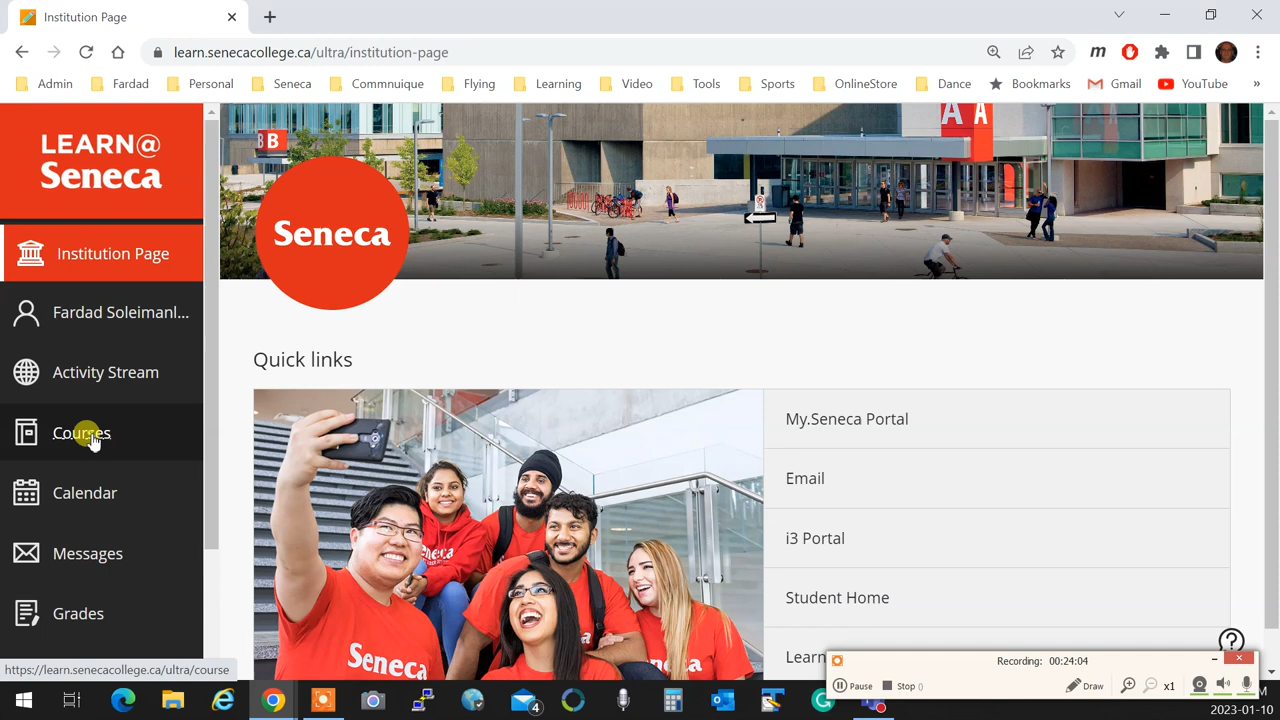 Institution Page
learn.senecacollege.ca/ultra/institution-page
m
Admin
Fardad
Personal
Seneca
Commnuique
Flying
Learning
Video
Tools
Sports
OnlineStore
Dance
Bookmarks
Gmail
YouTube
»
LEARN@
Seneca
B
B
A
A
Seneca
Institution Page
Fardad Soleimanl...
Activity Stream
Courses
Calendar
Messages
Grades
Quick links
My.Seneca Portal
Email
i3 Portal
Student Home
Learn
Seneca
https://learn.senecacollege.ca/ultra/course
Recording: 00:24:04
Pause
Stop ()
Draw
x1
4
M
2023-01-10